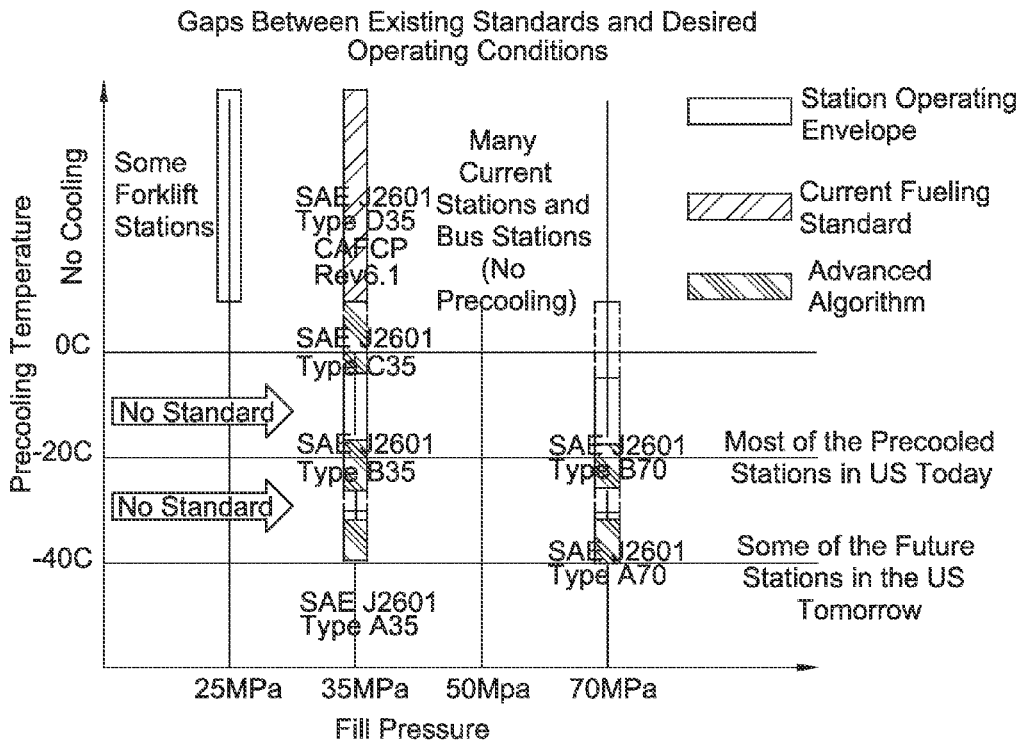 Gaps Between Existing Standards and Desired
Operating Conditions
Station Operating
Envelope
Current Fueling
Standard
Advanced
Algorithm
Precooling Temperature
No Cooling
0C
-20C
-40C
Some
Forklift
Stations
SAE J2601
Type D35
CAFCP
Rev6.1
Many
Current
Stations and
Bus Stations
(No
Precooling)
SAE J2601
Type C35
No Standard
SAE J2601
Type B35
SAE J2601
Type B70
Most of the Precooled
Stations in US Today
No Standard
SAE J2601
Type A70
Some of the Future
Stations in the US
Tomorrow
SAE J2601
Type A35
25MPa
35MPa
50Mpa
70MPa
Fill Pressure